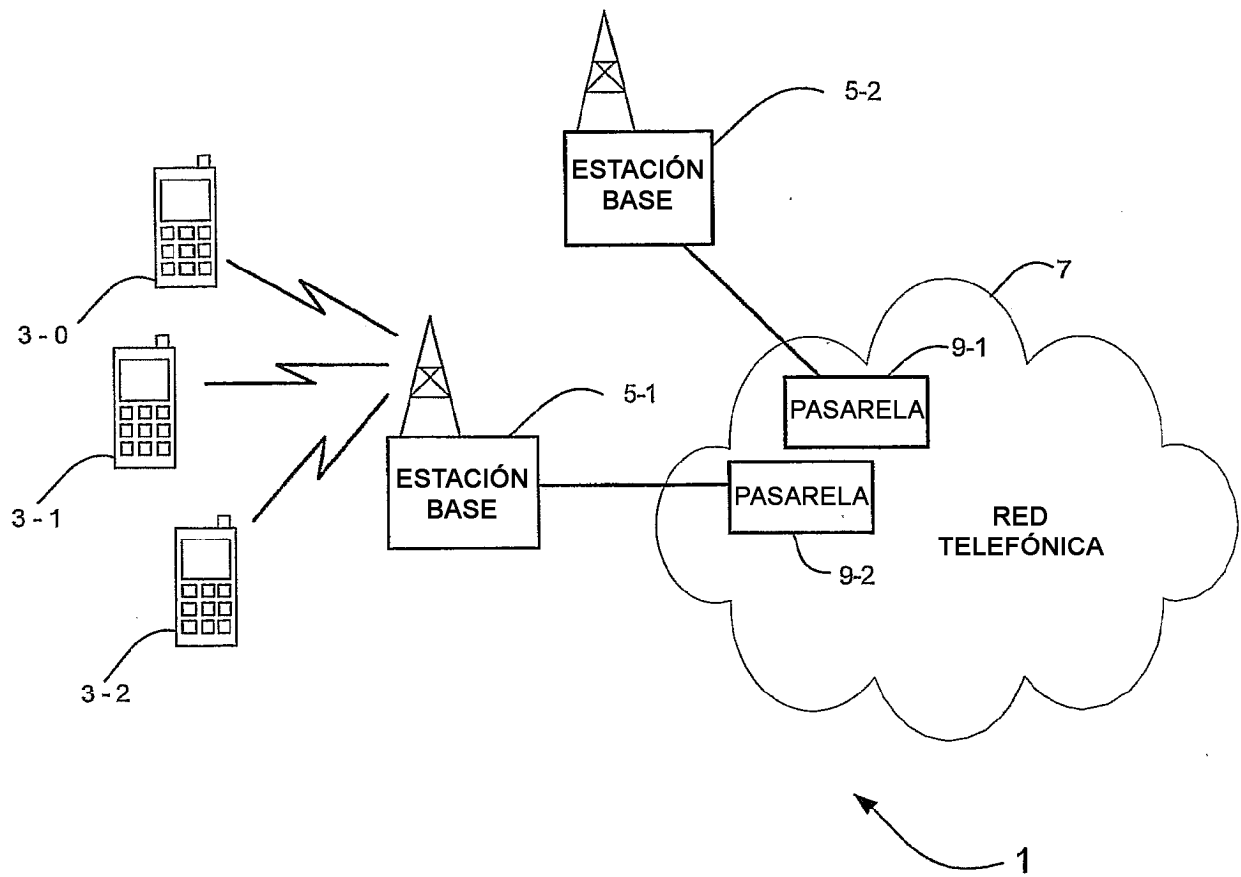 5-2
ESTACIÓN
BASE
7
3-0
9-1
PASARELA
5-1
ESTACIÓN
BASE
PASARELA
RED
TELEFÓNICA
3-1
9-2
3-2
1